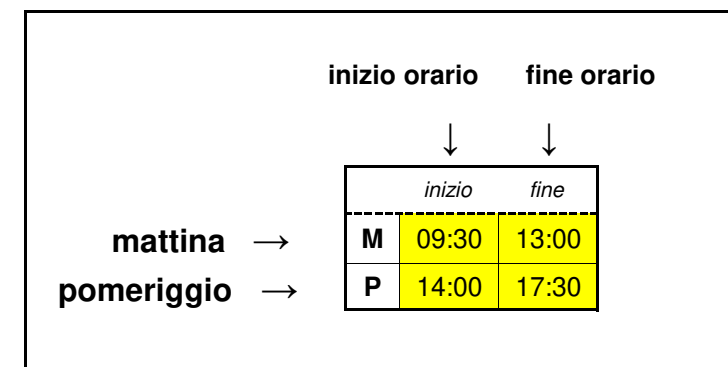 inizio orario fine orario
↓ ↓
inizio fine
mattina → M 09:30 13:00
pomeriggio → P 14:00 17:30